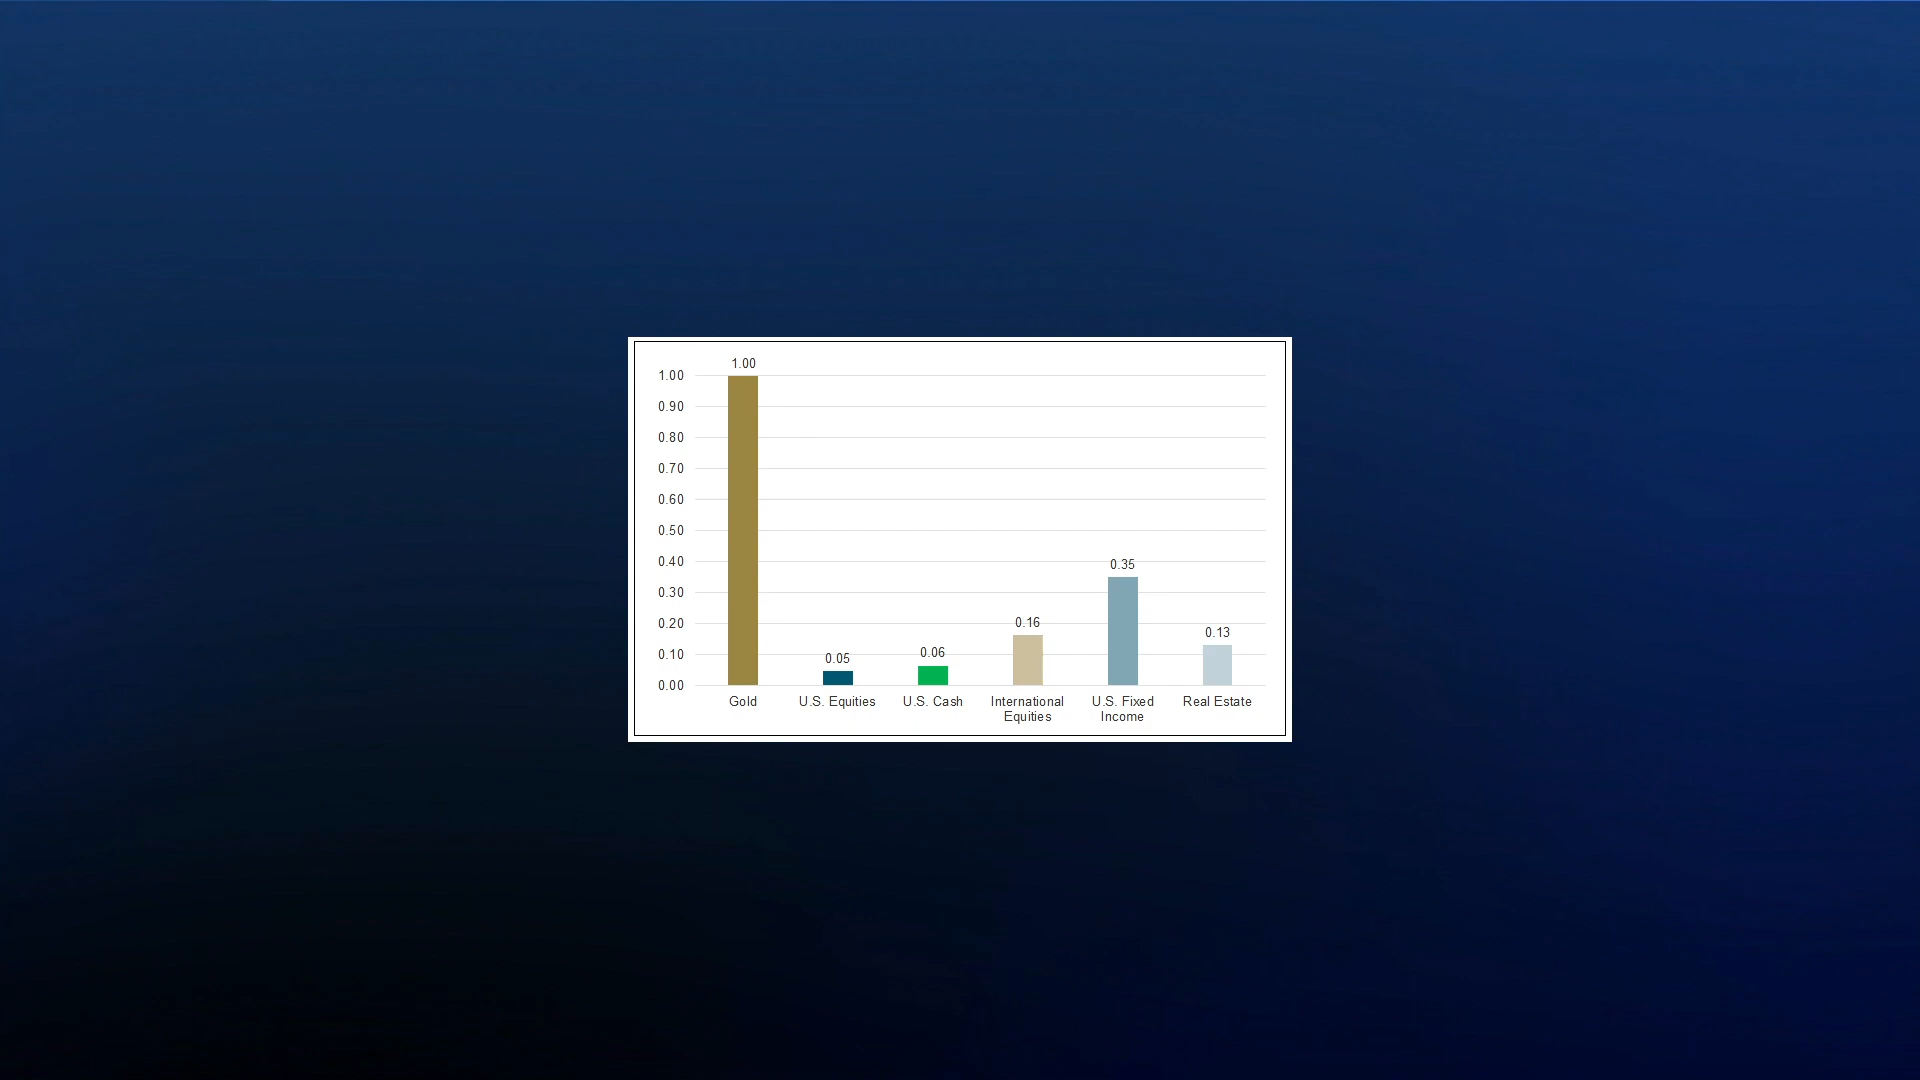 1.00
1.00
0.90
0.80
0.70
0.60
0.50
0.40
0.35
0.30
0.20
0.16
0.13
0.10
0.05
0.06
0.00
Gold
U.S. Equities
U.S. Cash
International
Equities
U.S. Fixed
Income
Real Estate